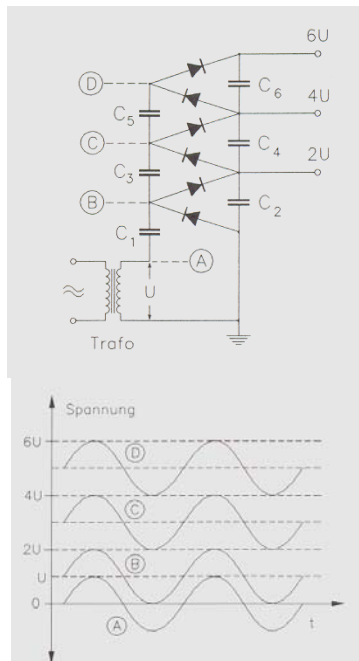 6U
D
C₆
C₅
4U
C
C₄
C₃
2U
B
C₂
C₁
A
U
Trafo
Spannung
6U
D
4U
C
2U
B
U
0
A
t